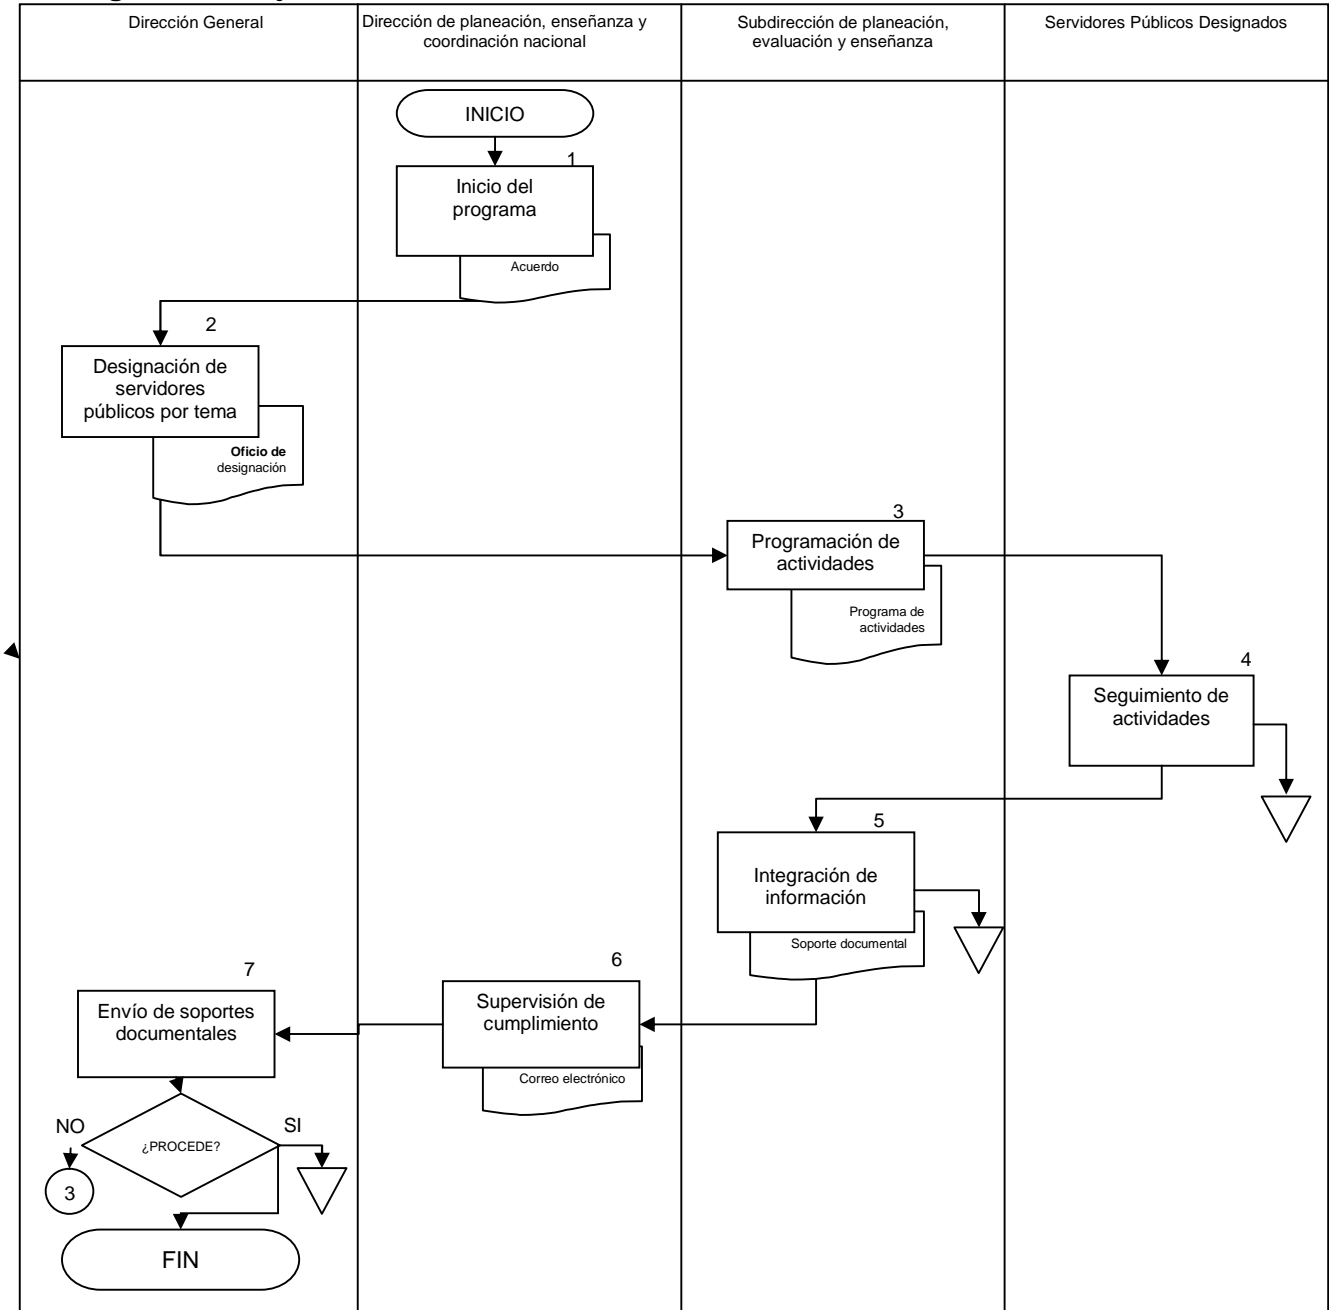 Dirección General
Dirección de planeación, enseñanza y
coordinación nacional
Subdirección de planeación,
evaluación y enseñanza
Servidores Públicos Designados
INICIO
1
Inicio del
programa
Acuerdo
2
Designación de
servidores
públicos por tema
Oficio de
designación
3
Programación de
actividades
Programa de
actividades
4
Seguimiento de
actividades
5
Integración de
información
Soporte documental
6
Supervisión de
cumplimiento
Correo electrónico
7
Envío de soportes
documentales
NO
¿PROCEDE?
SI
3
FIN